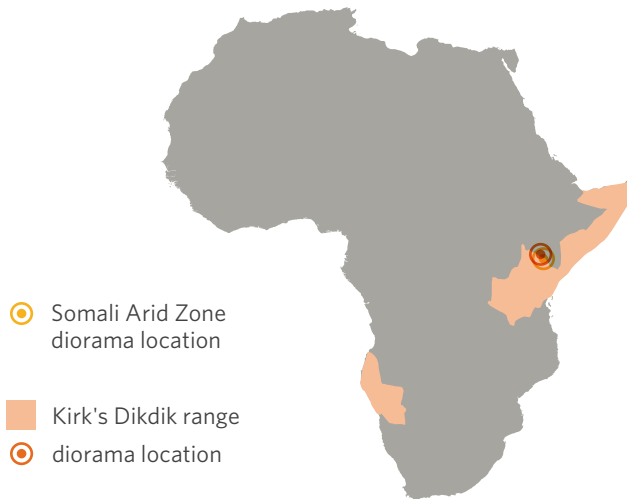 Somali Arid Zone
diorama location
Kirk's Dikdik range
diorama location